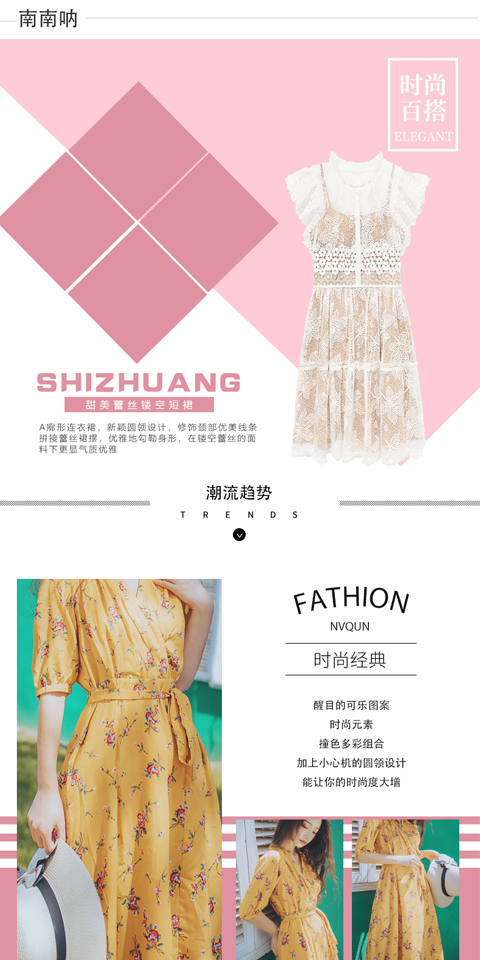 南南呐
时尚
百搭
ELEGANT
SHIZHUANG
甜美蕾丝镂空短裙
A廓形连衣裙，新颖圆领设计，修饰颈部优美线条
拼接蕾丝裙摆，优雅地勾勒身形，在镂空蕾丝的面
料下更显气质优雅
潮流趋势
TRENDS
FATHION
NVQUN
时尚经典
醒目的可乐图案
时尚元素
撞色多彩组合
加上小心机的圆领设计
能让你的时尚度大增